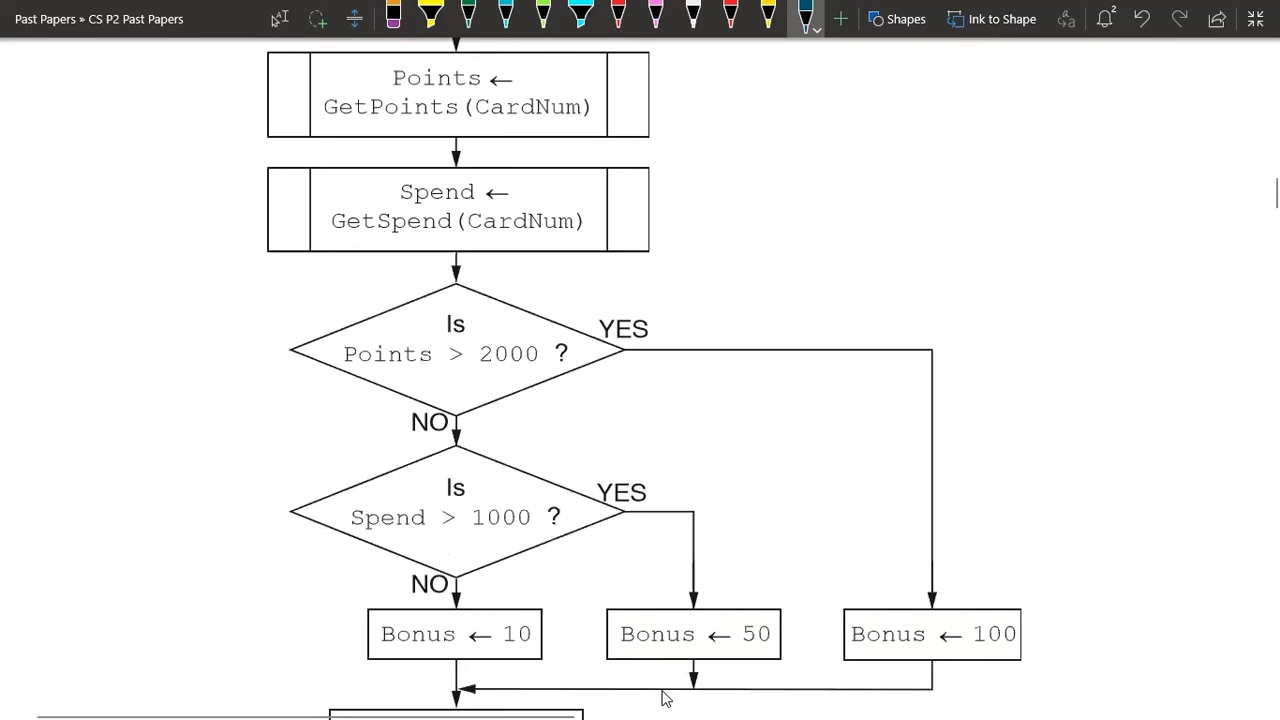 Past Papers » CS P2 Past Papers
Shapes
Ink to Shape
2
Points ←
GetPoints(CardNum)
Spend ←
GetSpend(CardNum)
Is
Points > 2000 ?
YES
NO
Is
Spend > 1000 ?
YES
NO
Bonus ← 10
Bonus ← 50
Bonus ← 100